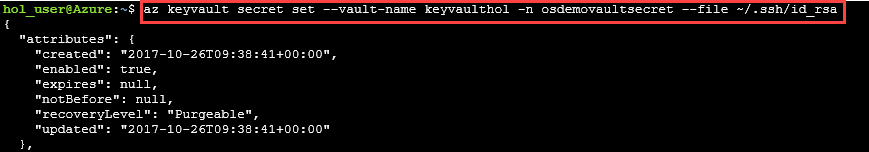 hol_user@Azure:~$ az keyvault secret set --vault-name keyvaulthol -n osdemovaultsecret --file ~/.ssh/id_rsa
{
  "attributes": {
    "created": "2017-10-26T09:38:41+00:00",
    "enabled": true,
    "expires": null,
    "notBefore": null,
    "recoveryLevel": "Purgeable",
    "updated": "2017-10-26T09:38:41+00:00"
  },